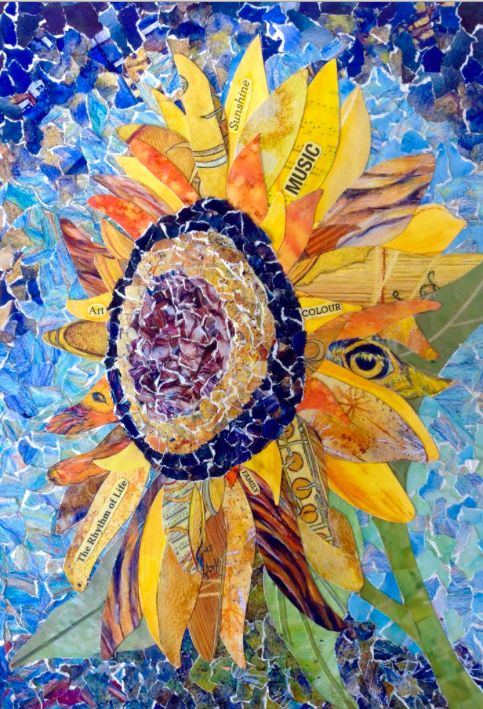 Sunshine
MUSIC
Art
COLOUR
FAMILY
The Rhythm of Life